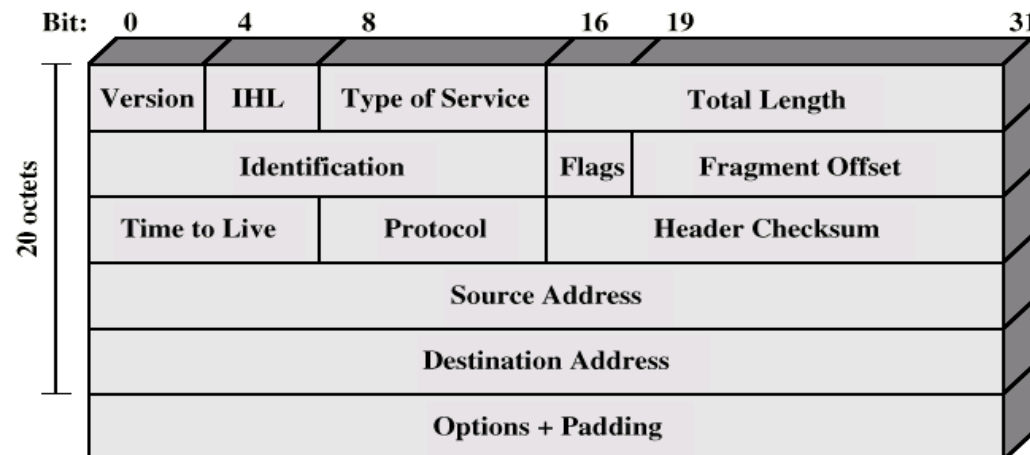 Bit: 0 4 8 16 19 31
Version IHL Type of Service Total Length
Identification Flags Fragment Offset
20 octets
Time to Live Protocol Header Checksum
Source Address
Destination Address
Options + Padding